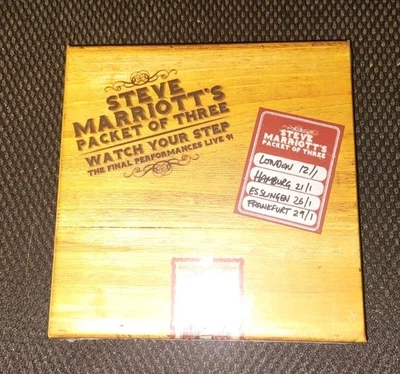 STEVE
MARRIOTT'S
PACKET OF THREE
WATCH YOUR STEP
THE FINAL PERFORMANCES LIVE 91
STEVE
MARRIOTT'S
PACKET OF THREE
LONDON 12/1
HAMBURG 21/1
ESSLINGEN 26/1
FRANKFURT 29/1